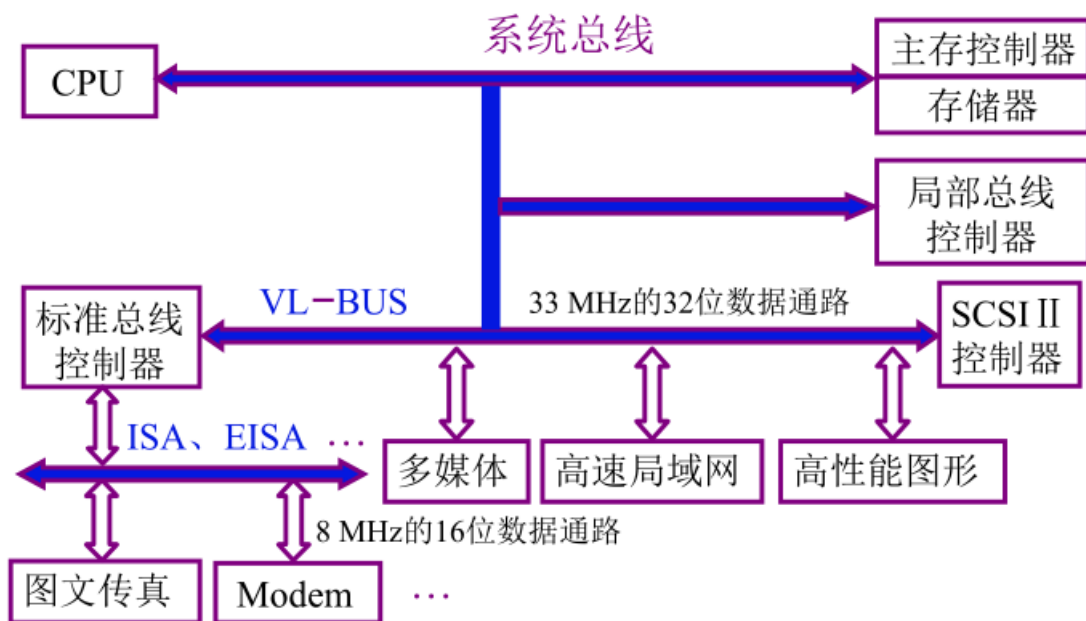 系统总线
CPU
主存控制器
存储器
局部总线
控制器
VL-BUS
33 MHz的32位数据通路
标准总线
控制器
SCSI Ⅱ
控制器
ISA、EISA …
多媒体
高速局域网
高性能图形
8 MHz的16位数据通路
图文传真
Modem
…